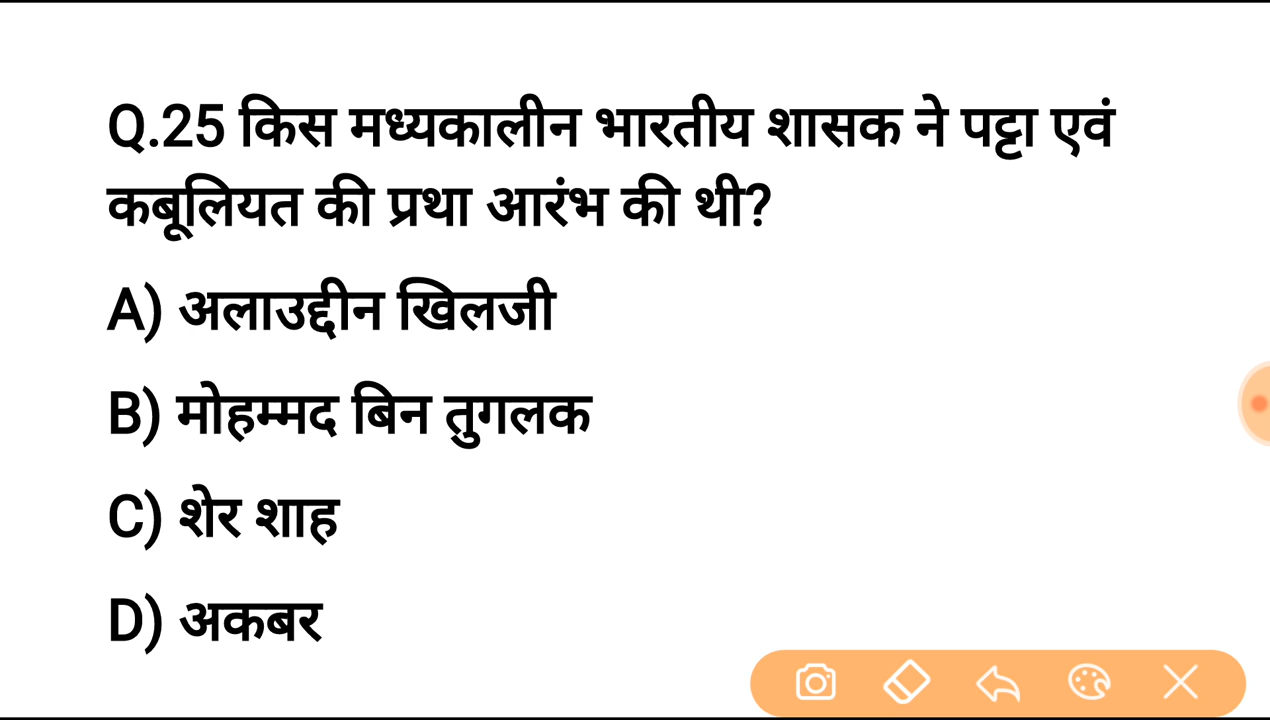 Q.25 किस मध्यकालीन भारतीय शासक ने पट्टा एवं
कबूलियत की प्रथा आरंभ की थी?
A) अलाउद्दीन खिलजी
B) मोहम्मद बिन तुगलक
C) शेर शाह
D) अकबर